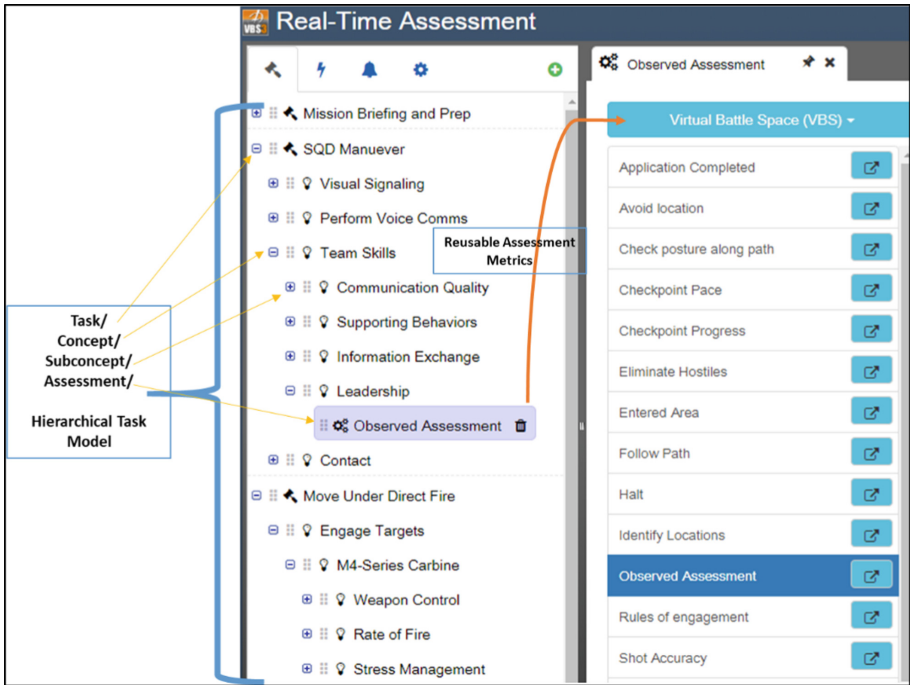 VBS3
Real-Time Assessment
Mission Briefing and Prep
SQD Manuever
Visual Signaling
Perform Voice Comms
Team Skills
Communication Quality
Supporting Behaviors
Information Exchange
Leadership
Observed Assessment
Contact
Move Under Direct Fire
Engage Targets
M4-Series Carbine
Weapon Control
Rate of Fire
Stress Management
Task/
Concept/
Subconcept/
Assessment/
Hierarchical Task
Model
Reusable Assessment
Metrics
Observed Assessment
Virtual Battle Space (VBS)
Application Completed
Avoid location
Check posture along path
Checkpoint Pace
Checkpoint Progress
Eliminate Hostiles
Entered Area
Follow Path
Halt
Identify Locations
Observed Assessment
Rules of engagement
Shot Accuracy